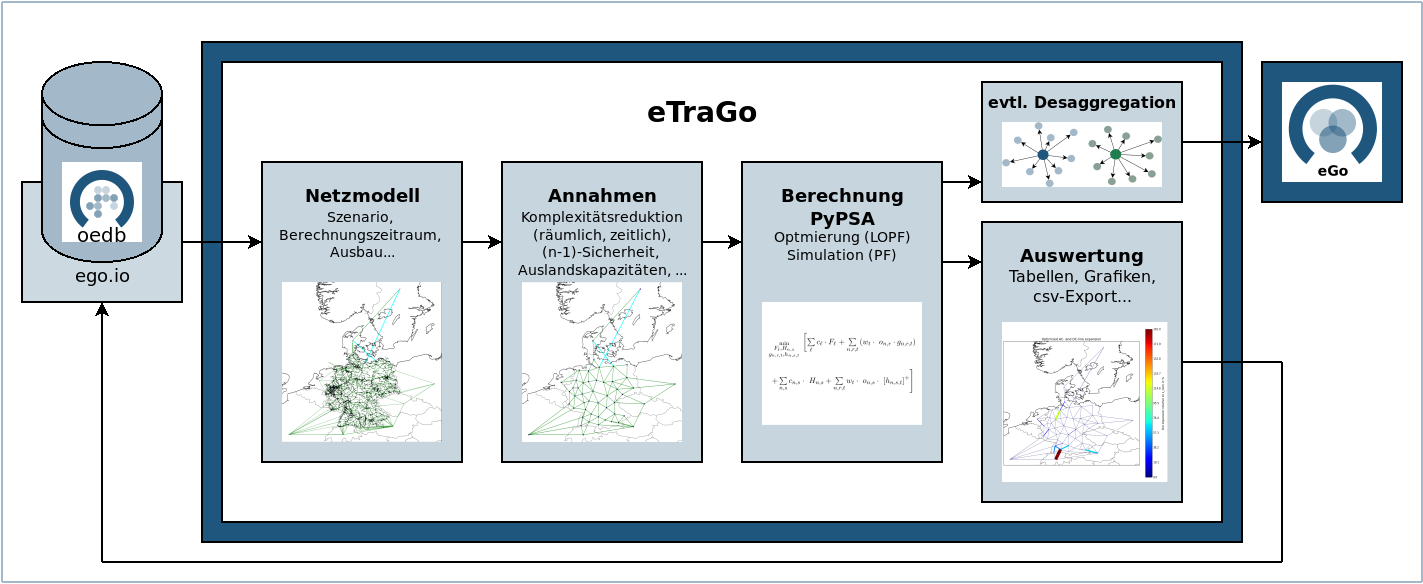 eTraGo
oedb
ego.io
Netzmodell
Szenario,
Berechnungszeitraum,
Ausbau...
Annahmen
Komplexitätsreduktion
(räumlich, zeitlich),
(n-1)-Sicherheit,
Auslandskapazitäten, ...
Berechnung
PyPSA
Optmierung (LOPF)
Simulation (PF)
evtl. Desaggregation
Auswertung
Tabellen, Grafiken,
csv-Export...
eGo